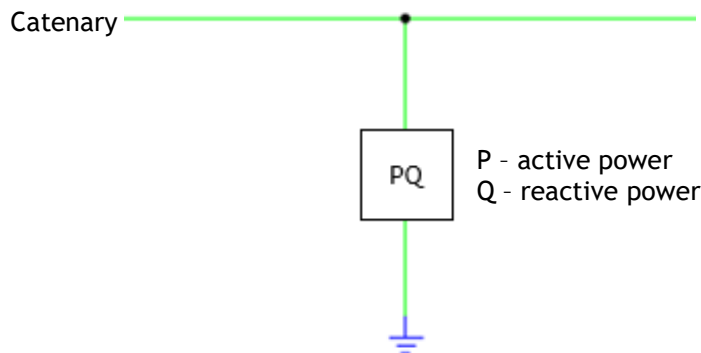 Catenary
PQ
P – active power
Q – reactive power